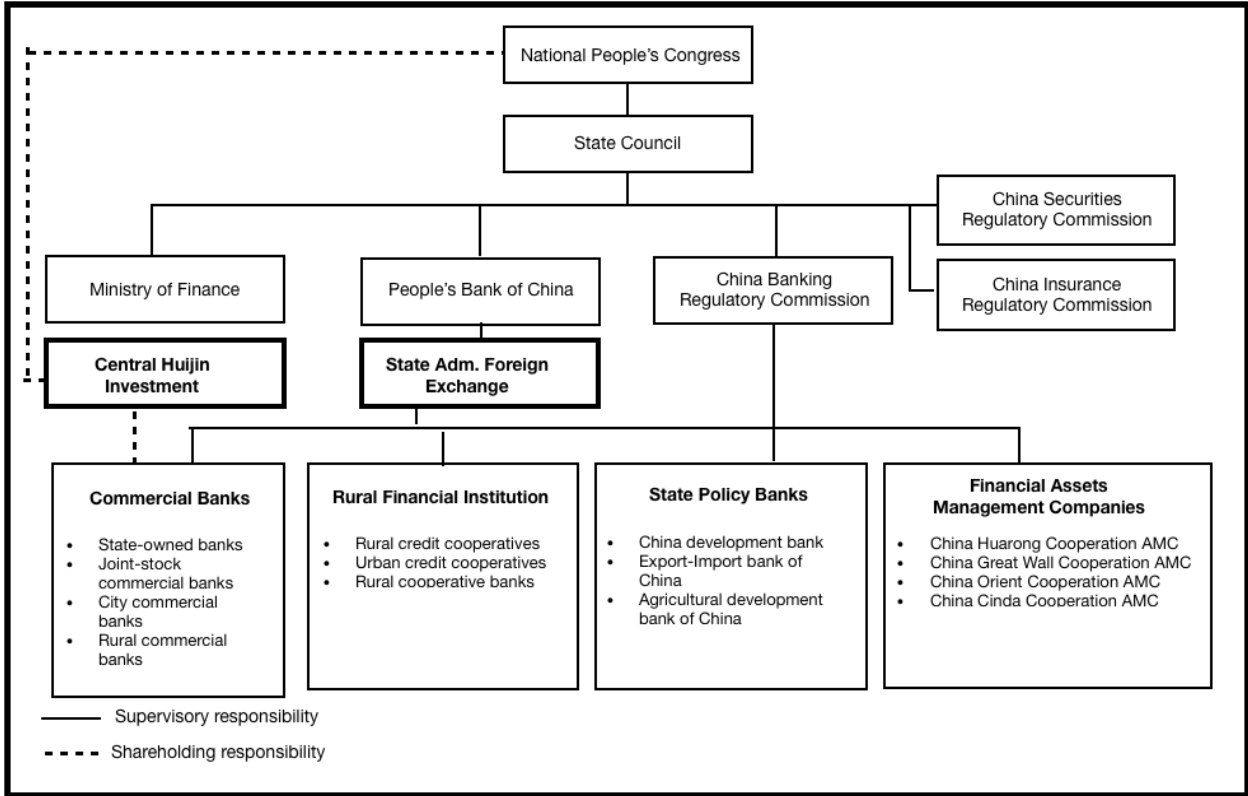 National People's Congress
State Council
China Securities
Regulatory Commission
Ministry of Finance
People's Bank of China
China Banking
Regulatory Commission
China Insurance
Regulatory Commission
Central Huijin
Investment
State Adm. Foreign
Exchange
Commercial Banks
• State-owned banks
• Joint-stock
commercial banks
• City commercial
banks
• Rural commercial
banks
Rural Financial Institution
• Rural credit cooperatives
• Urban credit cooperatives
• Rural cooperative banks
State Policy Banks
• China development bank
• Export-Import bank of
China
• Agricultural development
bank of China
Financial Assets
Management Companies
• China Huarong Cooperation AMC
• China Great Wall Cooperation AMC
• China Orient Cooperation AMC
• China Cinda Cooperation AMC
Supervisory responsibility
Shareholding responsibility